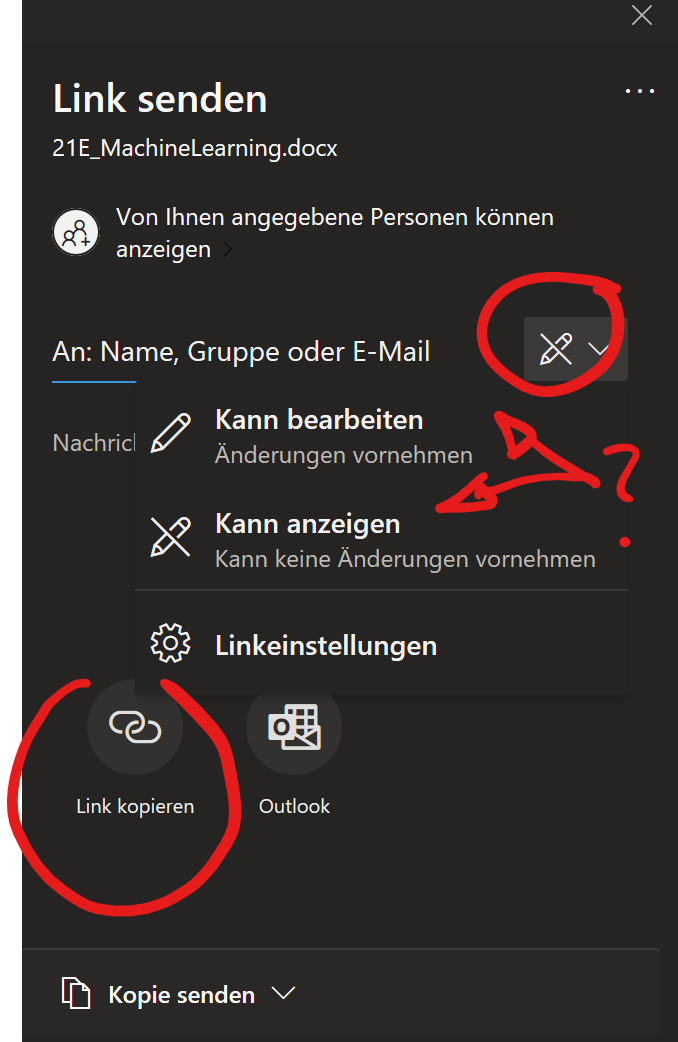 Link senden
21E_MachineLearning.docx
Von Ihnen angegebene Personen können
anzeigen
An: Name, Gruppe oder E-Mail
Kann bearbeiten
Änderungen vornehmen
Nachric
Kann anzeigen
Kann keine Änderungen vornehmen
?
Linkeinstellungen
Link kopieren
Outlook
Kopie senden